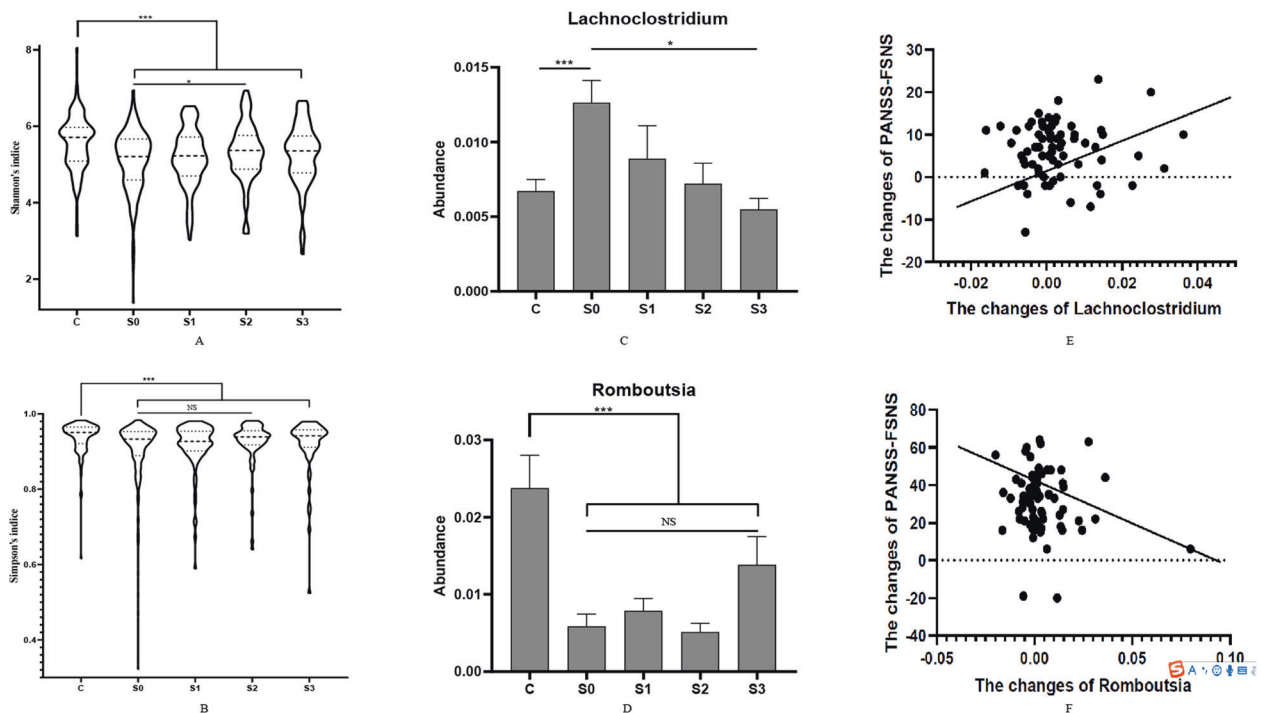 ***
*
Shannon's indice
8
6
4
2
C S0 S1 S2 S3
A
Lachnoclostridium
*
***
Abundance
0.015
0.010
0.005
0.000
C S0 S1 S2 S3
C
The changes of PANSS-FSNS
30
20
10
0
-10
-20
-0.02 0.00 0.02 0.04
The changes of Lachnoclostridium
E
***
NS
Simpson's indice
1.0
0.8
0.6
0.4
C S0 S1 S2 S3
B
Romboutsia
***
NS
Abundance
0.03
0.02
0.01
0.00
C S0 S1 S2 S3
D
The changes of PANSS-FSNS
80
60
40
20
0
-20
-40
-0.05 0.00 0.05 0.10
The changes of Romboutsia
F
S A